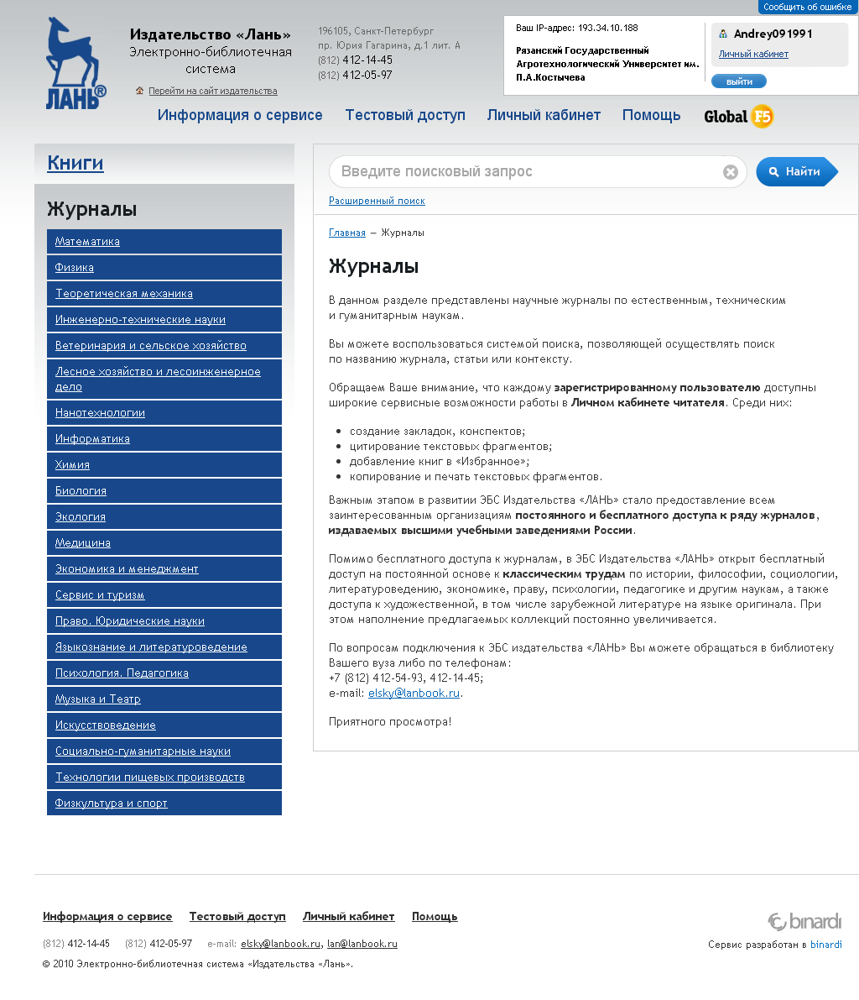 Сообщить об ошибке
ЛАНЬ®
Издательство «Лань»
Электронно-библиотечная
система
Перейти на сайт издательства
196105, Санкт-Петербург
пр. Юрия Гагарина, д.1 лит. А
(812) 412-14-45
(812) 412-05-97
Ваш IP-адрес: 193.34.10.188
Рязанский Государственный
Агротехнологический Университет им.
П.А.Костычева
Andrey091991
Личный кабинет
выйти
Информация о сервисе Тестовый доступ Личный кабинет Помощь Global F5
Книги
Журналы
Математика
Физика
Теоретическая механика
Инженерно-технические науки
Ветеринария и сельское хозяйство
Лесное хозяйство и лесоинженерное
дело
Нанотехнологии
Информатика
Химия
Биология
Экология
Медицина
Экономика и менеджмент
Сервис и туризм
Право. Юридические науки
Языкознание и литературоведение
Психология. Педагогика
Музыка и Театр
Искусствоведение
Социально-гуманитарные науки
Технологии пищевых производств
Физкультура и спорт
Введите поисковый запрос
Найти
Расширенный поиск
Главная — Журналы
Журналы
В данном разделе представлены научные журналы по естественным, техническим
и гуманитарным наукам.
Вы можете воспользоваться системой поиска, позволяющей осуществлять поиск
по названию журнала, статьи или контексту.
Обращаем Ваше внимание, что каждому зарегистрированному пользователю доступны
широкие сервисные возможности работы в Личном кабинете читателя. Среди них:
• создание закладок, конспектов;
• цитирование текстовых фрагментов;
• добавление книг в «Избранное»;
• копирование и печать текстовых фрагментов.
Важным этапом в развитии ЭБС Издательства «ЛАНЬ» стало предоставление всем
заинтересованным организациям постоянного и бесплатного доступа к ряду журналов,
издаваемых высшими учебными заведениями России.
Помимо бесплатного доступа к журналам, в ЭБС Издательства «ЛАНЬ» открыт бесплатный
доступ на постоянной основе к классическим трудам по истории, философии, социологии,
литературоведению, экономике, праву, психологии, педагогике и другим наукам, а также
доступа к художественной, в том числе зарубежной литературе на языке оригинала. При
этом наполнение предлагаемых коллекций постоянно увеличивается.
По вопросам подключения к ЭБС издательства «ЛАНЬ» Вы можете обращаться в библиотеку
Вашего вуза либо по телефонам:
+7 (812) 412-54-93, 412-14-45;
e-mail: elsky@lanbook.ru.
Приятного просмотра!
Информация о сервисе Тестовый доступ Личный кабинет Помощь
(812) 412-14-45 (812) 412-05-97 e-mail: elsky@lanbook.ru, lan@lanbook.ru
© 2010 Электронно-библиотечная система «Издательства «Лань».
binardi
Сервис разработан в binardi